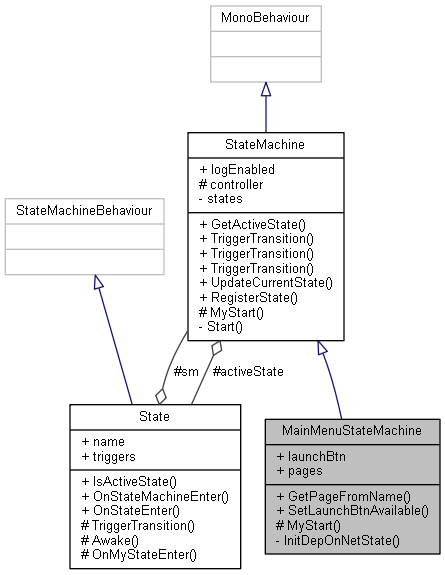 MonoBehaviour
StateMachine
+ logEnabled
# controller
- states
+ GetActiveState()
+ TriggerTransition()
+ TriggerTransition()
+ TriggerTransition()
+ UpdateCurrentState()
+ RegisterState()
# MyStart()
- Start()
StateMachineBehaviour
#sm
#activeState
State
+ name
+ triggers
+ IsActiveState()
+ OnStateMachineEnter()
+ OnStateEnter()
# TriggerTransition()
# Awake()
# OnMyStateEnter()
MainMenuStateMachine
+ launchBtn
+ pages
+ GetPageFromName()
+ SetLaunchBtnAvailable()
# MyStart()
- InitDepOnNetState()